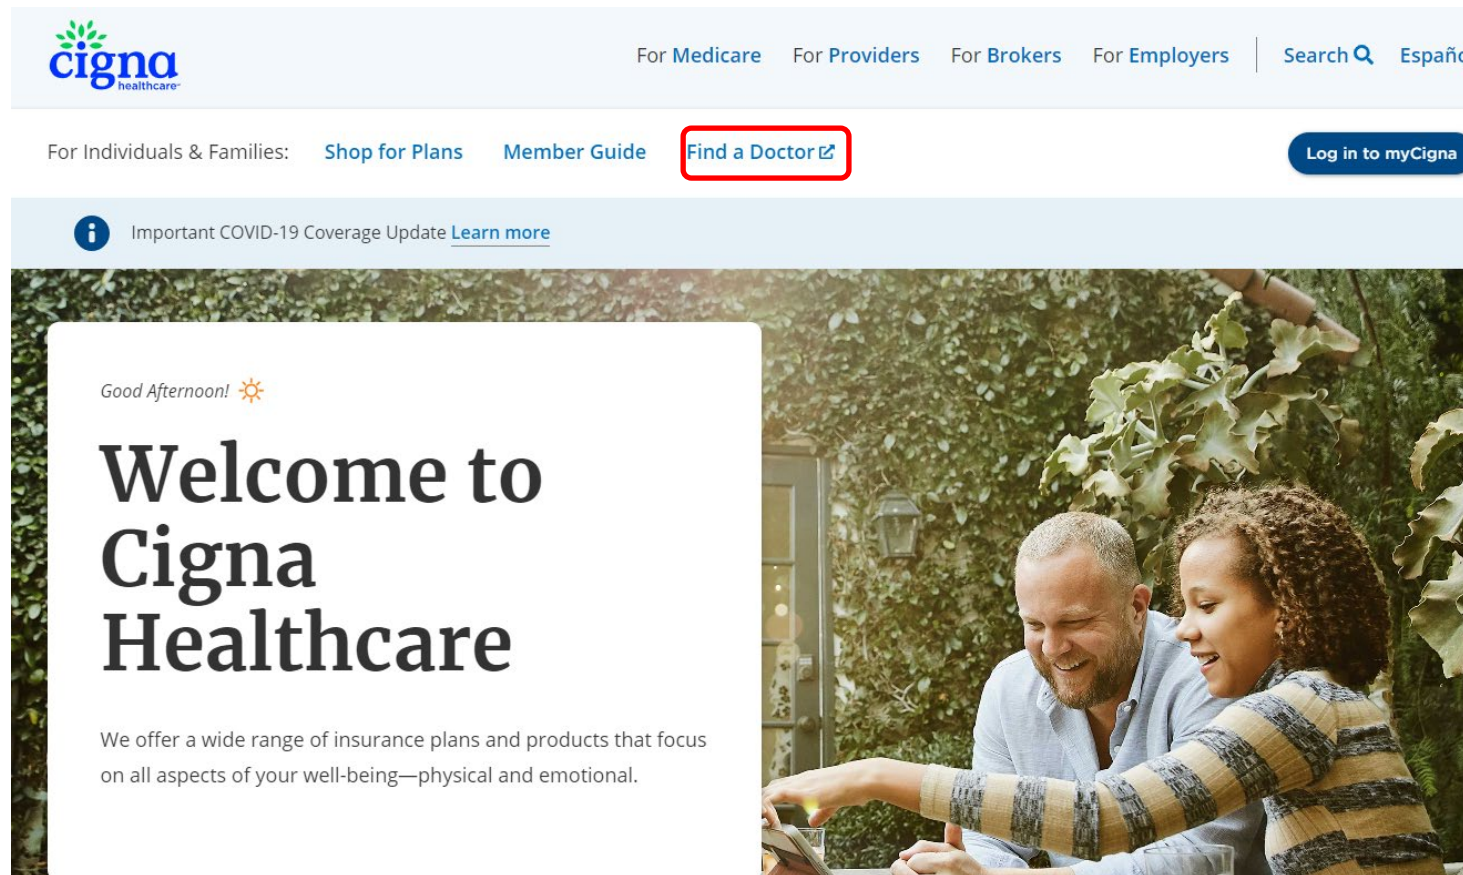 cigna
healthcare
For Medicare For Providers For Brokers For Employers Search Españo
For Individuals & Families: Shop for Plans Member Guide Find a Doctor Log in to myCigna
Important COVID-19 Coverage Update Learn more
Good Afternoon!
Welcome to
Cigna
Healthcare
We offer a wide range of insurance plans and products that focus
on all aspects of your well-being—physical and emotional.